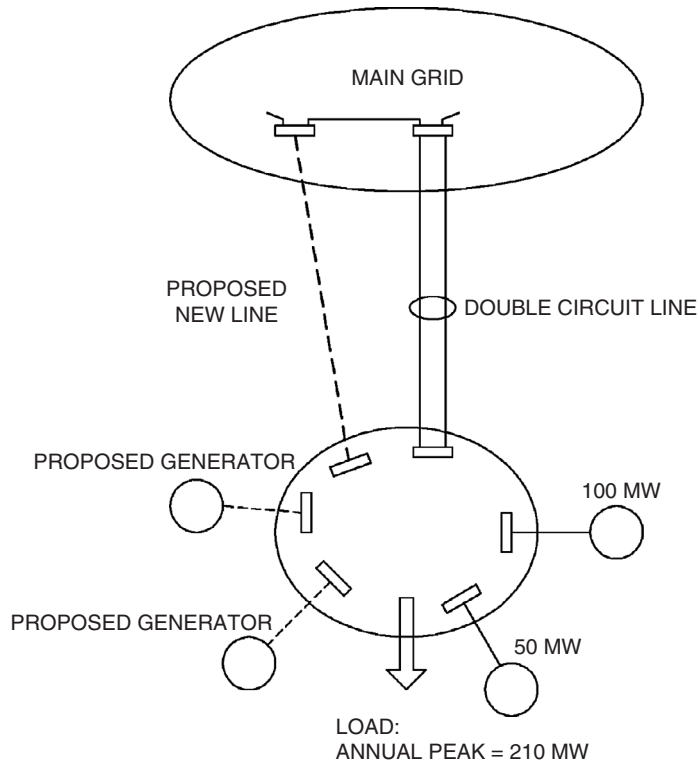 MAIN GRID
PROPOSED
NEW LINE
DOUBLE CIRCUIT LINE
PROPOSED GENERATOR
100 MW
PROPOSED GENERATOR
50 MW
LOAD:
ANNUAL PEAK = 210 MW